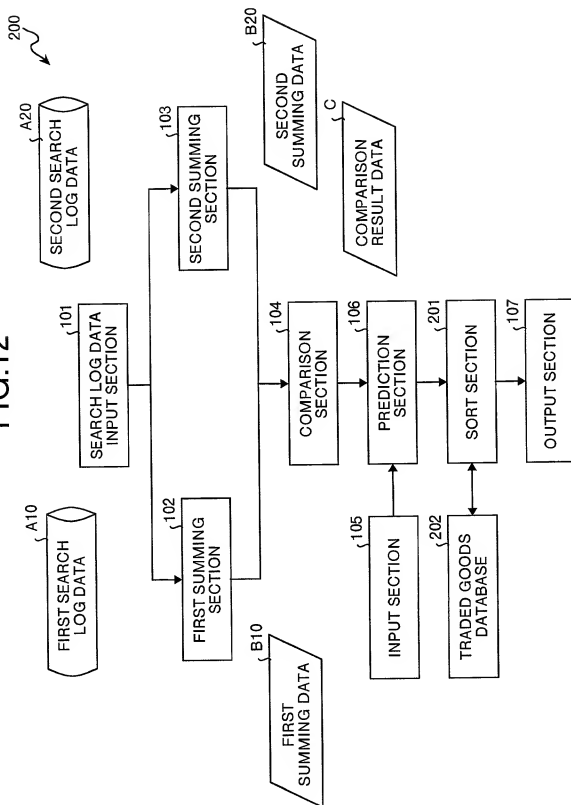 FIG.12
200
A10
FIRST SEARCH
LOG DATA
A20
SECOND SEARCH
LOG DATA
101
SEARCH LOG DATA
INPUT SECTION
102
FIRST SUMMING
SECTION
103
SECOND SUMMING
SECTION
B10
FIRST
SUMMING DATA
B20
SECOND
SUMMING DATA
104
COMPARISON
SECTION
C
COMPARISON
RESULT DATA
105
INPUT SECTION
106
PREDICTION
SECTION
202
TRADED GOODS
DATABASE
201
SORT SECTION
107
OUTPUT SECTION